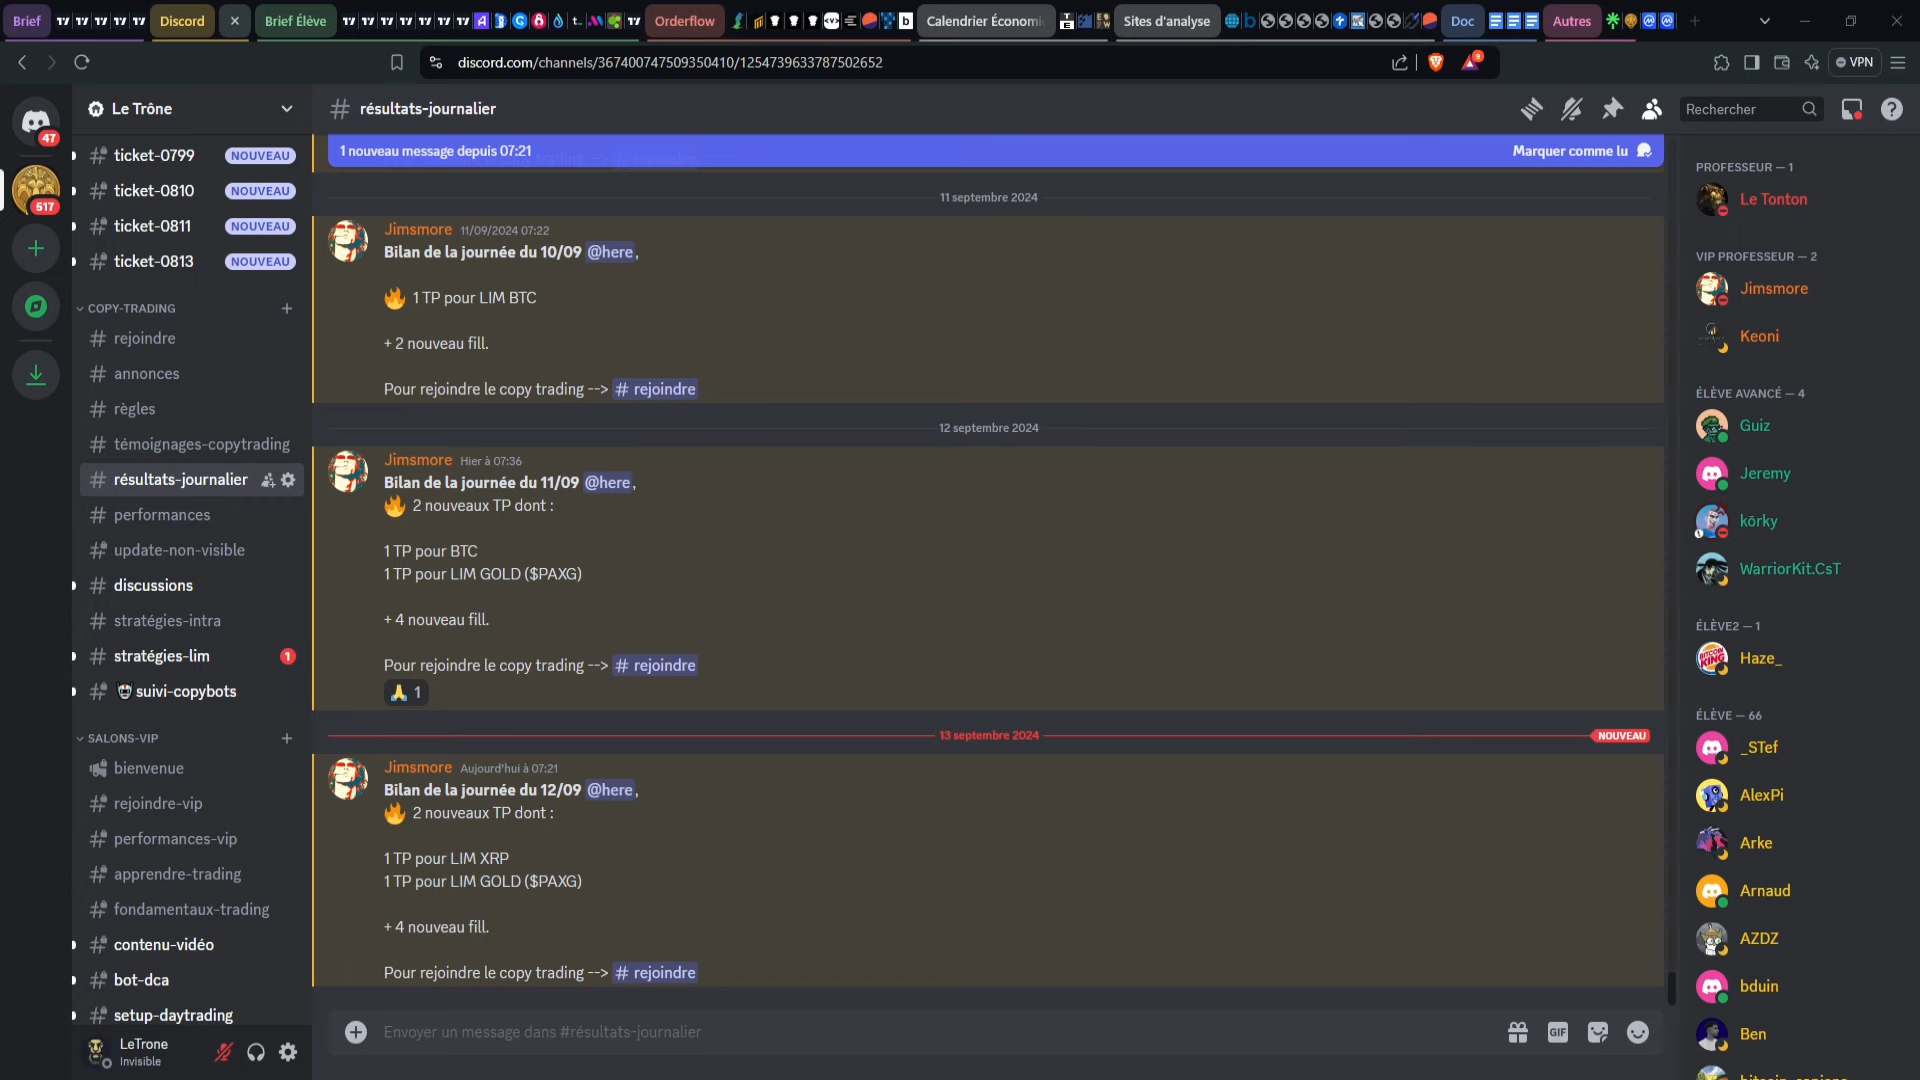 Brief
Discord
Brief Élève
Orderflow
Calendrier Économi
Sites d'analyse
Doc
Autres
discord.com/channels/367400747509350410/1254739633787502652
9
VPN
47
517
Le Trône
ticket-0799 NOUVEAU
ticket-0810 NOUVEAU
ticket-0811 NOUVEAU
ticket-0813 NOUVEAU
COPY-TRADING
rejoindre
annonces
règles
témoignages-copytrading
résultats-journalier
performances
update-non-visible
discussions
stratégies-intra
stratégies-lim 1
suivi-copybots
SALONS-VIP
bienvenue
rejoindre-vip
performances-vip
apprendre-trading
fondamentaux-trading
contenu-vidéo
bot-dca
setup-daytrading
LeTrone
Invisible
# résultats-journalier
Rechercher
1 nouveau message depuis 07:21 Marquer comme lu
11 septembre 2024
Jimsmore 11/09/2024 07:22
Bilan de la journée du 10/09 @here,
🔥 1 TP pour LIM BTC
+ 2 nouveau fill.
Pour rejoindre le copy trading --> # rejoindre
12 septembre 2024
Jimsmore Hier à 07:36
Bilan de la journée du 11/09 @here,
🔥 2 nouveaux TP dont :
1 TP pour BTC
1 TP pour LIM GOLD ($PAXG)
+ 4 nouveau fill.
Pour rejoindre le copy trading --> # rejoindre
🙏 1
13 septembre 2024 NOUVEAU
Jimsmore Aujourd'hui à 07:21
Bilan de la journée du 12/09 @here,
🔥 2 nouveaux TP dont :
1 TP pour LIM XRP
1 TP pour LIM GOLD ($PAXG)
+ 4 nouveau fill.
Pour rejoindre le copy trading --> # rejoindre
Envoyer un message dans #résultats-journalier
GIF
PROFESSEUR — 1
Le Tonton
VIP PROFESSEUR — 2
Jimsmore
Keoni
ÉLÈVE AVANCÉ — 4
Guiz
Jeremy
kōrky
WarriorKit.CsT
ÉLÈVE2 — 1
Haze_
ÉLÈVE — 66
_STef
AlexPi
Arke
Arnaud
AZDZ
bduin
Ben